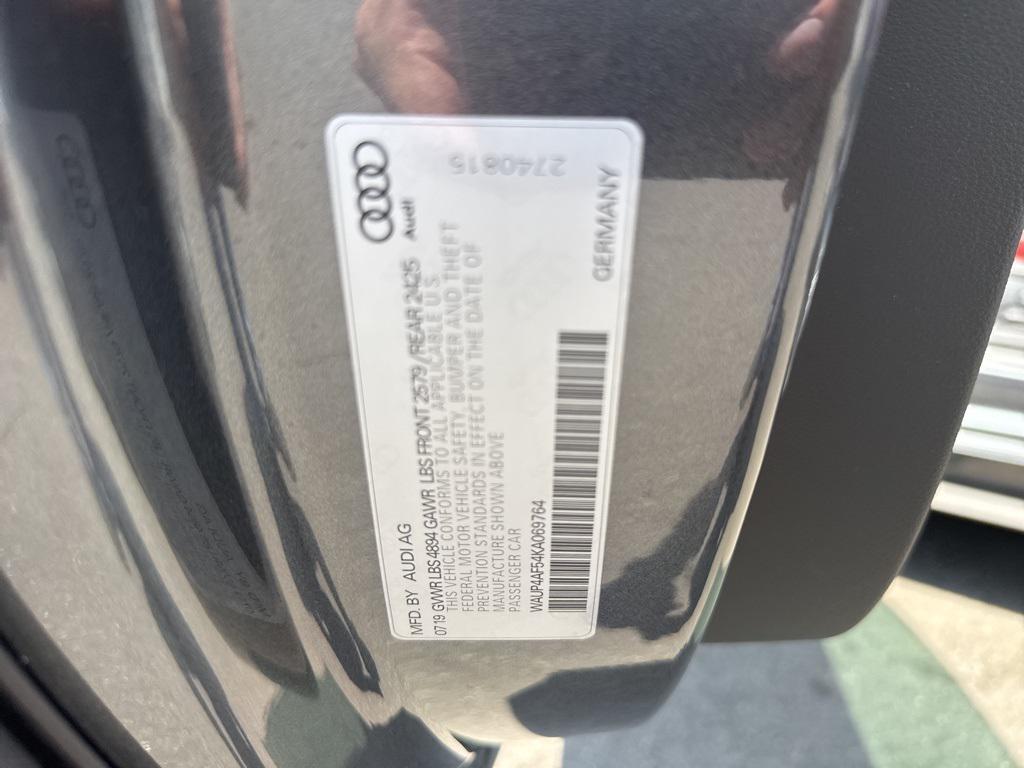 Audi
2740815
MFD. BY AUDI AG
0719 GVWR LBS 4894 GAWR LBS FRONT 2579 /REAR 2425
THIS VEHICLE CONFORMS TO ALL APPLICABLE U.S.
FEDERAL MOTOR VEHICLE SAFETY, BUMPER AND THEFT
PREVENTION STANDARDS IN EFFECT ON THE DATE OF
MANUFACTURE SHOWN ABOVE
PASSENGER CAR
WAUP4AF54KA069764
GERMANY